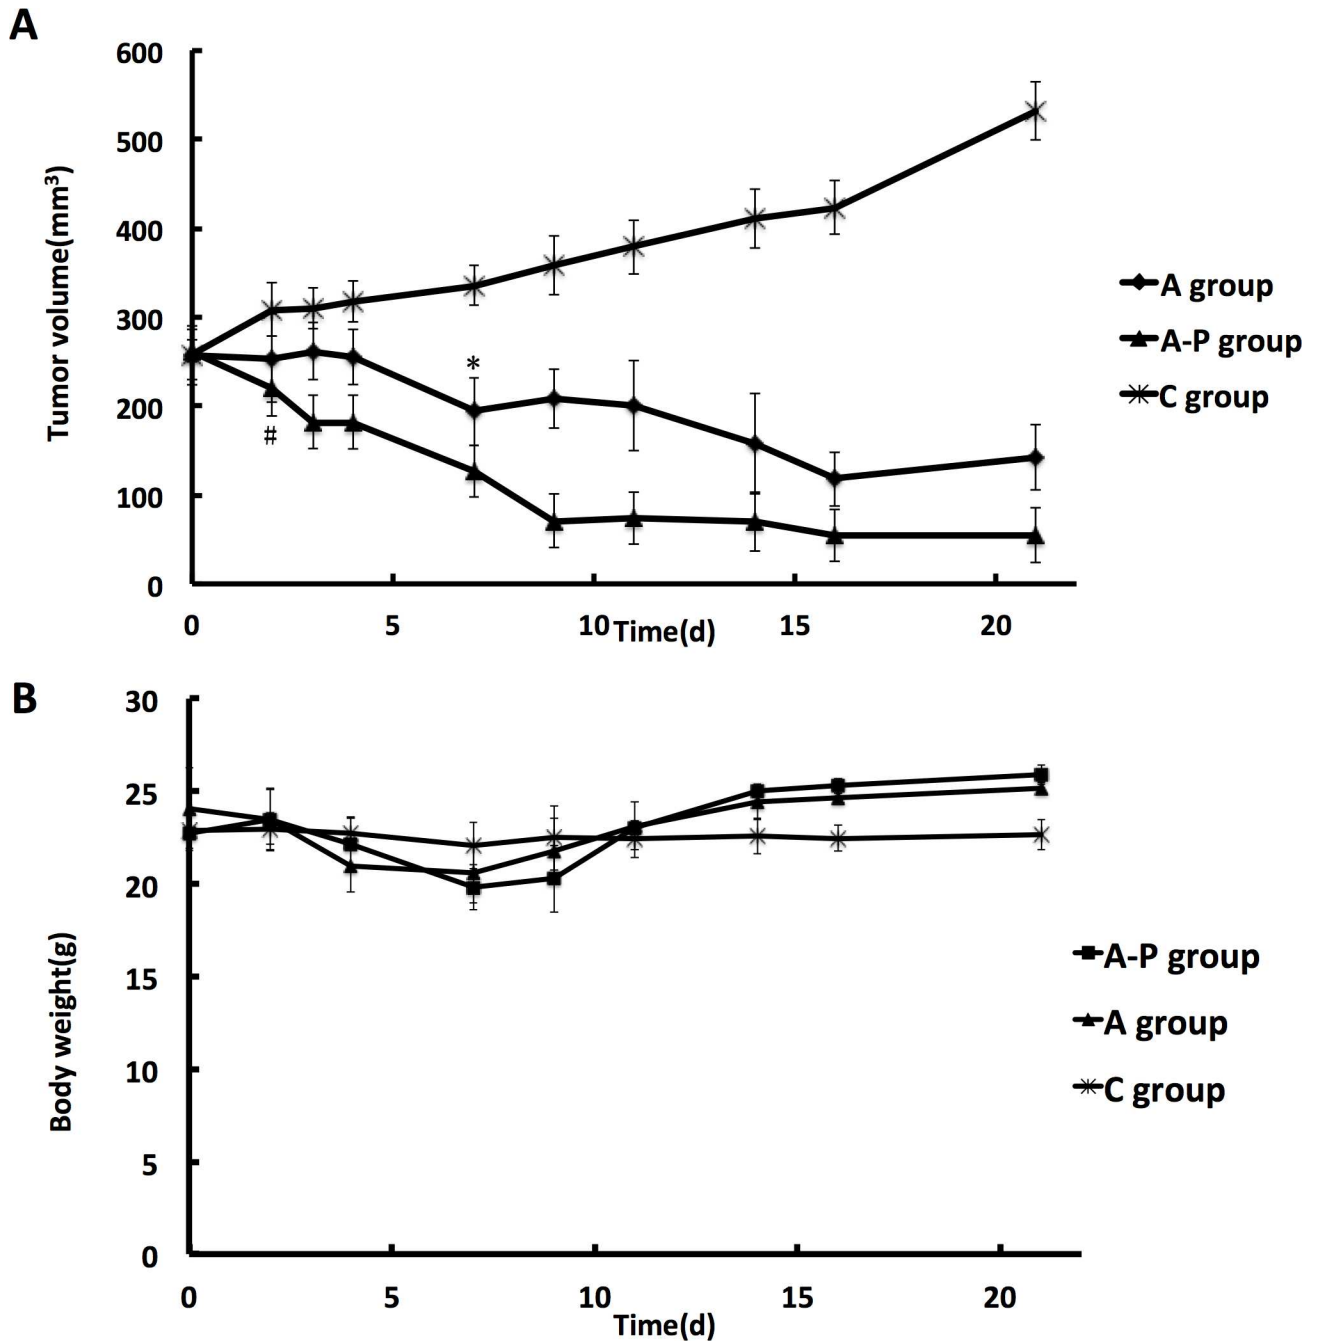 A
600
500
400
300
200
100
0
Tumor volume(mm³)
*
#
0 5 10 15 20
Time(d)
A group
A-P group
C group
B
30
25
20
15
10
5
0
Body weight(g)
0 5 10 15 20
Time(d)
A-P group
A group
C group